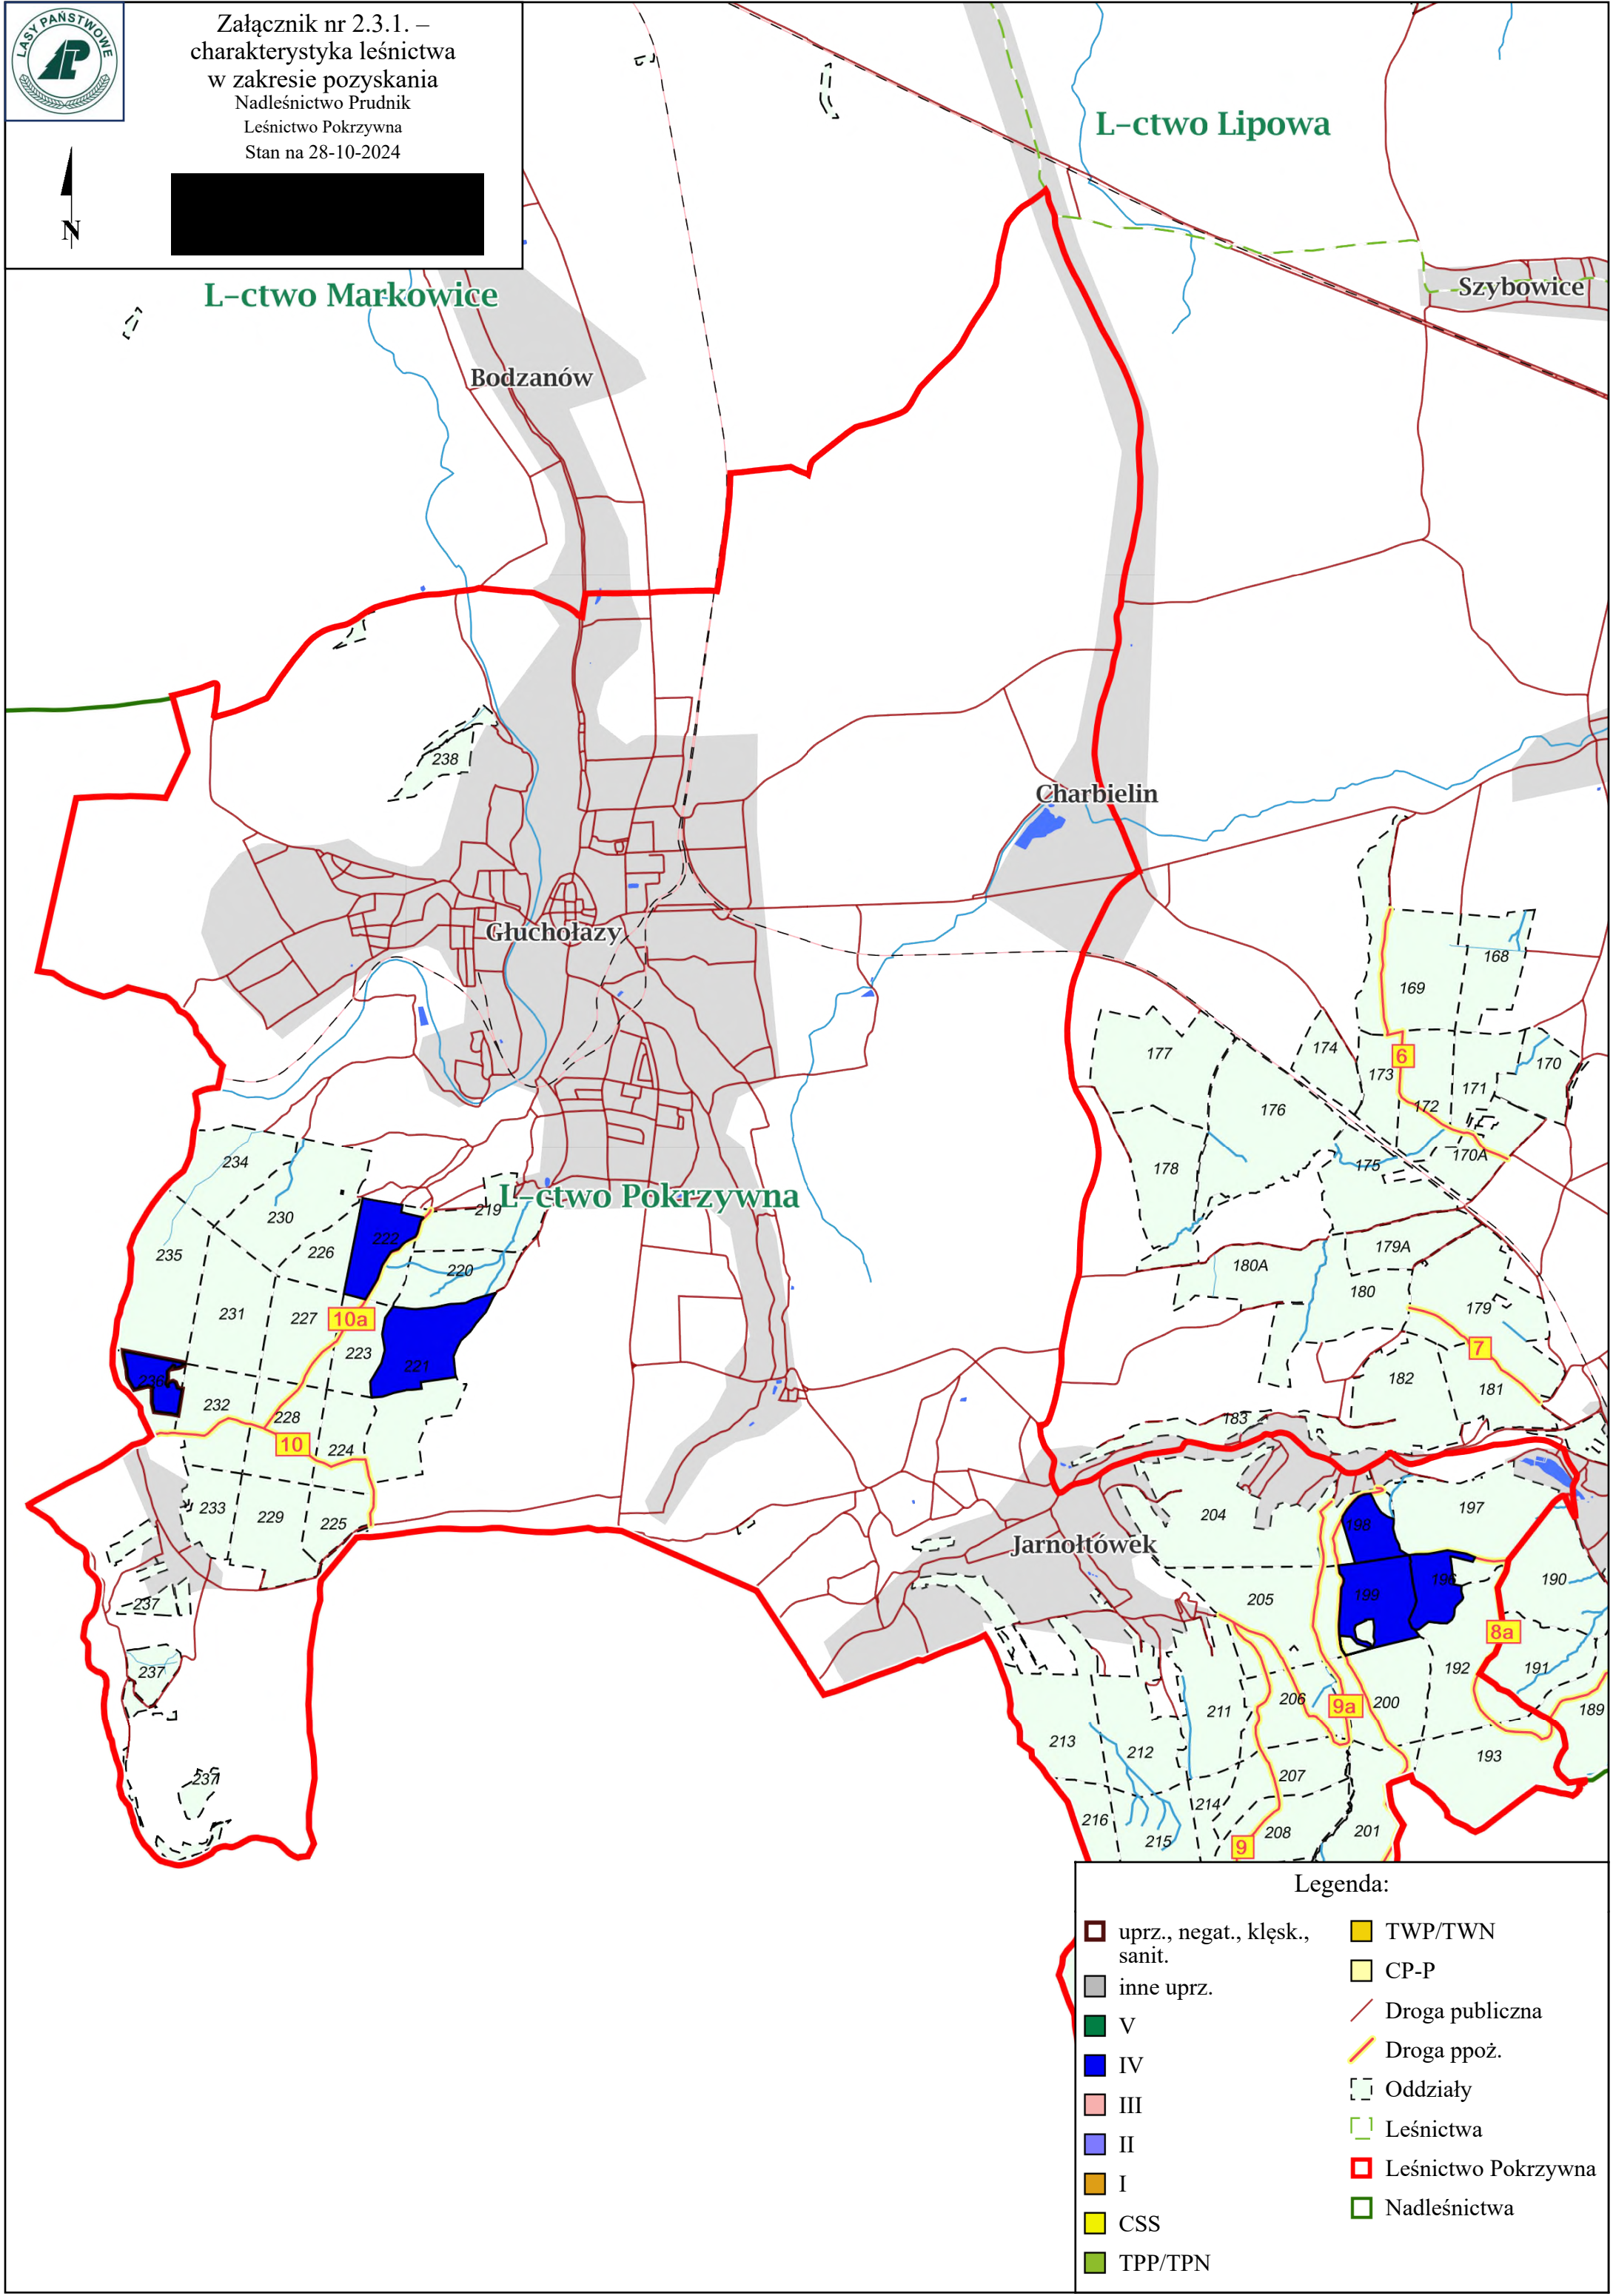 LASY PAŃSTWOWE
Załącznik nr 2.3.1. –
charakterystyka leśnictwa
w zakresie pozyskania
Nadleśnictwo Prudnik
Leśnictwo Pokrzywna
Stan na 28-10-2024
N
L–ctwo Lipowa
Szybowice
L–ctwo Markowice
Bodzanów
238
Charbielin
Głuchołazy
168
169
6
170
174
177
173
171
172
176
170A
175
178
234
L–ctwo Pokrzywna
219
230
222
226
235
220
179A
180A
180
231
227
10a
223
179
7
221
236
182
181
232
228
183
10
224
233
229
225
204
197
198
Jarnołtówek
190
196
199
205
237
8a
237
191
192
206
9a
200
211
189
213
212
193
237
207
214
216
215
9
208
201
Legenda:
uprz., negat., klęsk.,
sanit.
inne uprz.
V
IV
III
II
I
CSS
TPP/TPN
TWP/TWN
CP-P
Droga publiczna
Droga ppoż.
Oddziały
Leśnictwa
Leśnictwo Pokrzywna
Nadleśnictwa